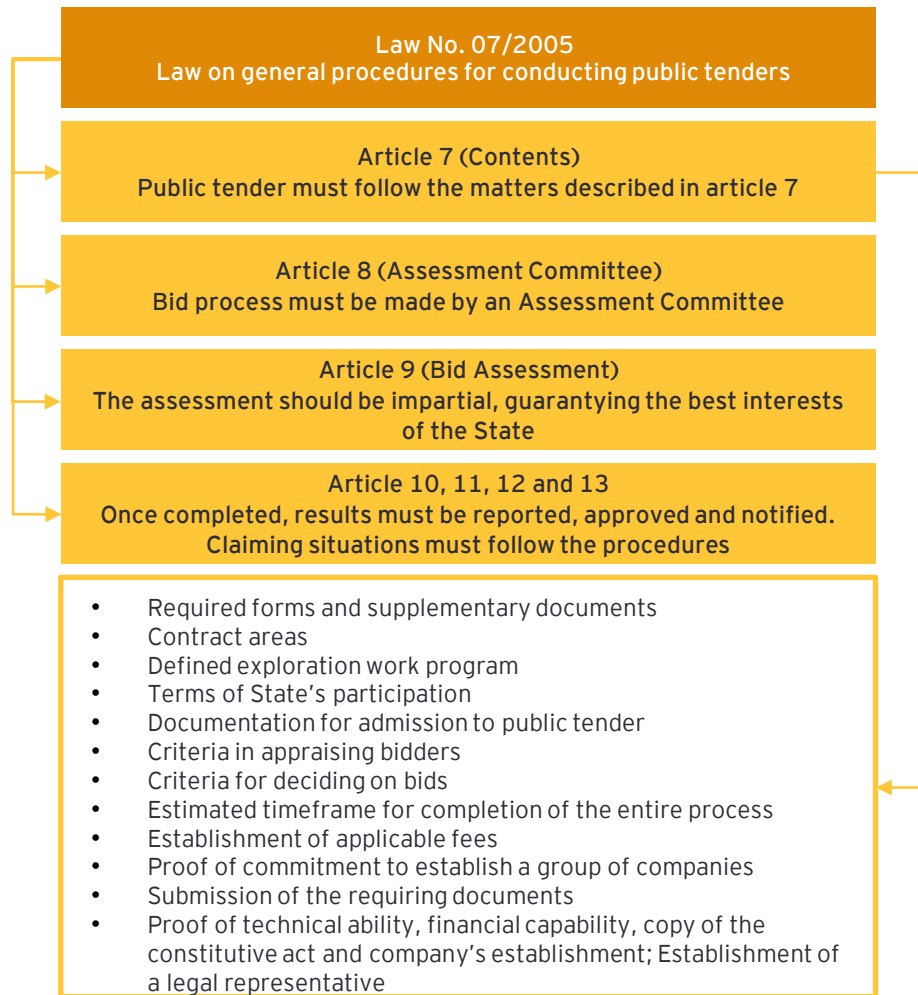 Law No. 07/2005
Law on general procedures for conducting public tenders
Article 7 (Contents)
Public tender must follow the matters described in article 7
Article 8 (Assessment Committee)
Bid process must be made by an Assessment Committee
Article 9 (Bid Assessment)
The assessment should be impartial, guarantying the best interests
of the State
Article 10, 11, 12 and 13
Once completed, results must be reported, approved and notified.
Claiming situations must follow the procedures
• Required forms and supplementary documents
• Contract areas
• Defined exploration work program
• Terms of State's participation
• Documentation for admission to public tender
• Criteria in appraising bidders
• Criteria for deciding on bids
• Estimated timeframe for completion of the entire process
• Establishment of applicable fees
• Proof of commitment to establish a group of companies
• Submission of the requiring documents
• Proof of technical ability, financial capability, copy of the
constitutive act and company's establishment; Establishment of
a legal representative